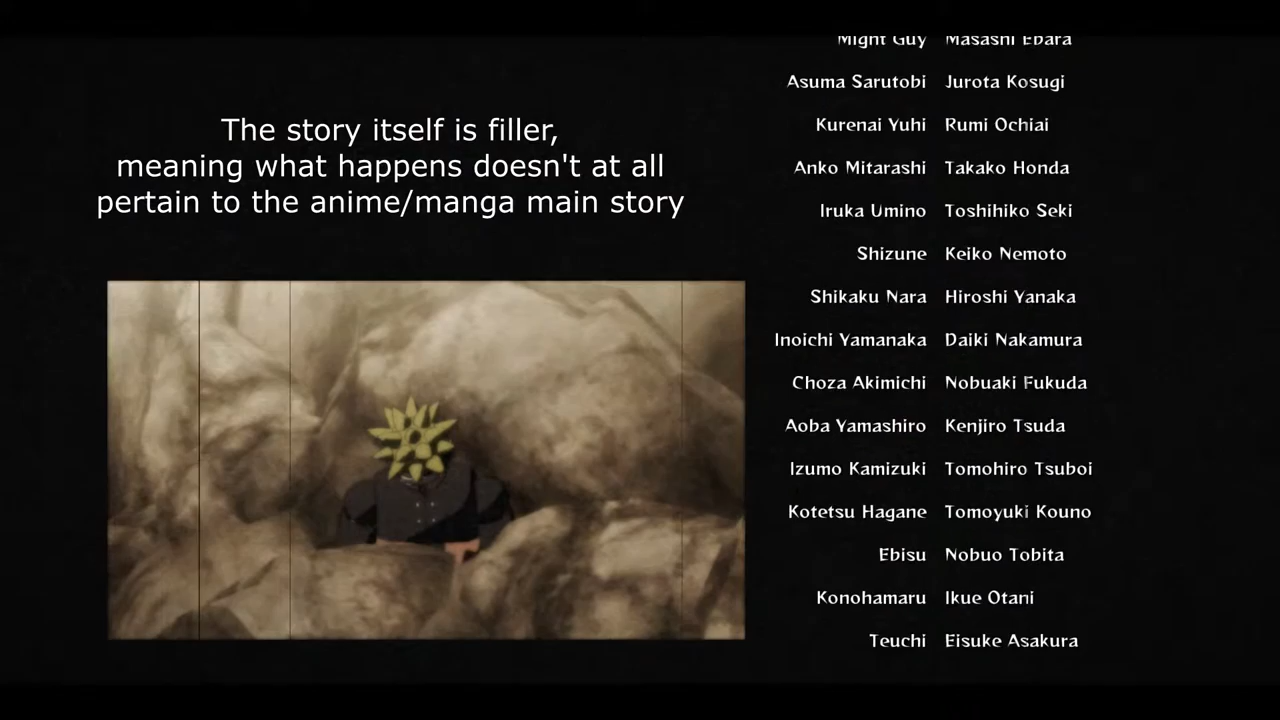 The story itself is filler,
meaning what happens doesn't at all
pertain to the anime/manga main story
Might Guy Masashi Ebara
Asuma Sarutobi Jurota Kosugi
Kurenai Yuhi Rumi Ochiai
Anko Mitarashi Takako Honda
Iruka Umino Toshihiko Seki
Shizune Keiko Nemoto
Shikaku Nara Hiroshi Yanaka
Inoichi Yamanaka Daiki Nakamura
Choza Akimichi Nobuaki Fukuda
Aoba Yamashiro Kenjiro Tsuda
Izumo Kamizuki Tomohiro Tsuboi
Kotetsu Hagane Tomoyuki Kouno
Ebisu Nobuo Tobita
Konohamaru Ikue Otani
Teuchi Eisuke Asakura